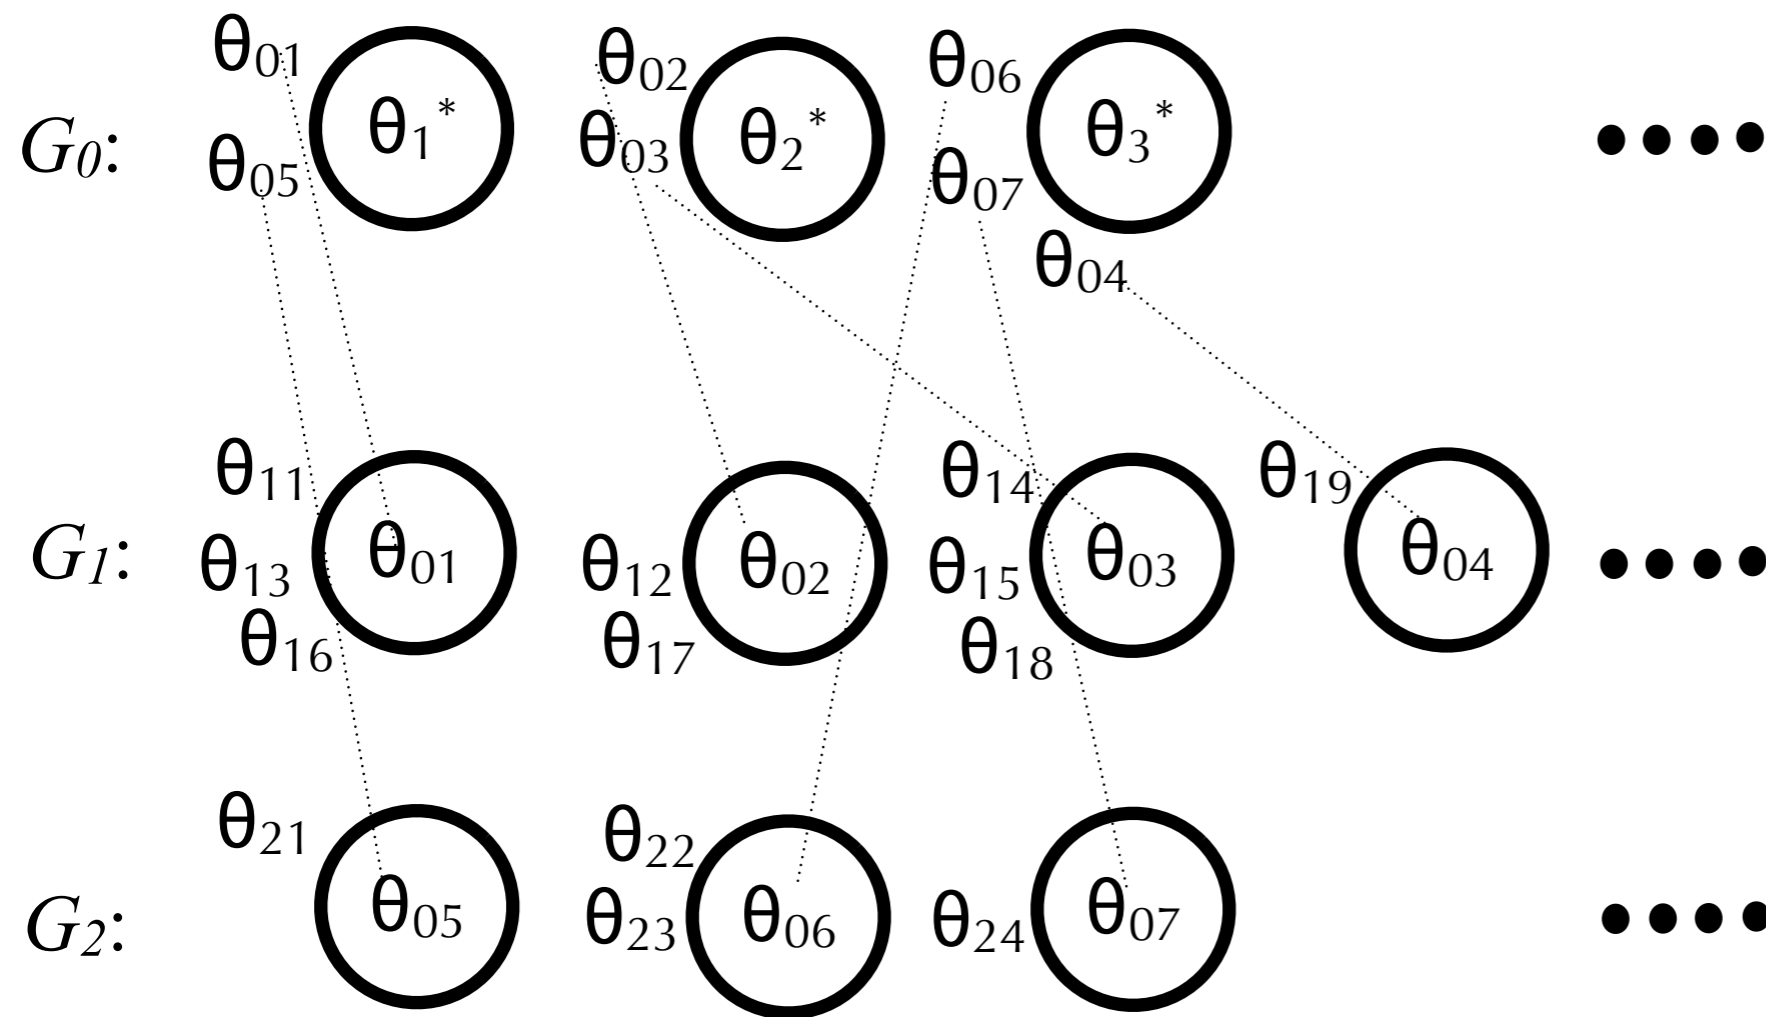 θ01 θ02 θ06
G0: θ1* θ2* θ3*
θ05 θ03 θ07
θ04
θ11 θ14 θ19
G1: θ13 θ01 θ12 θ02 θ15 θ03 θ04
θ16 θ17 θ18
θ21 θ22
G2: θ05 θ23 θ06 θ24 θ07